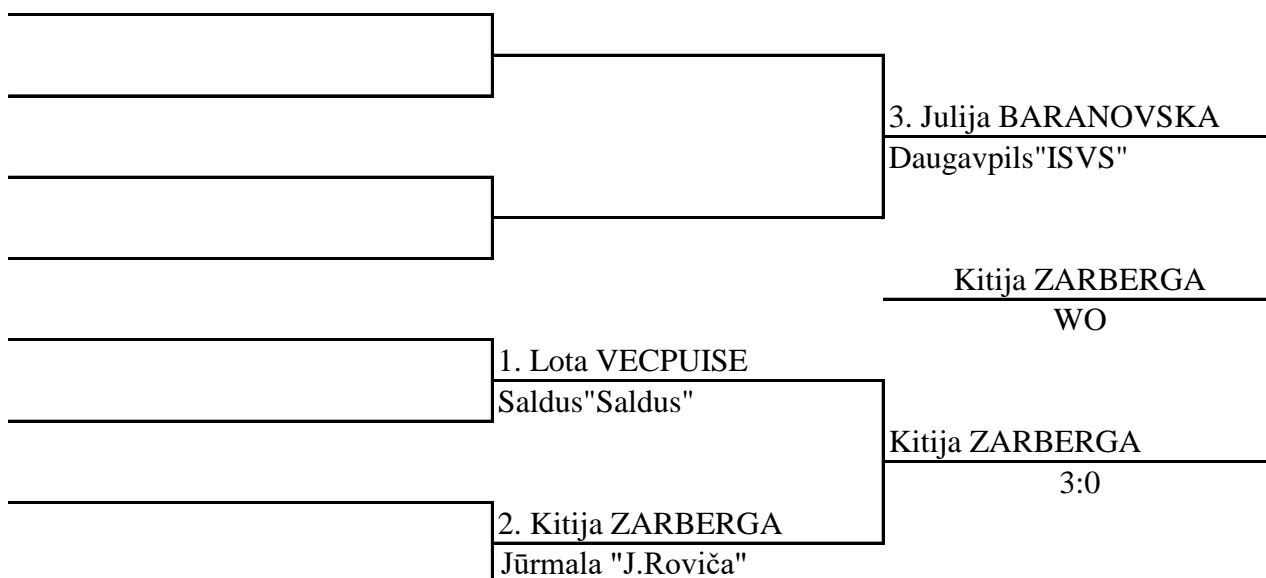 3. Julija BARANOVSKA
Daugavpils"ISVS"
Kitija ZARBERGA
WO
1. Lota VECPUISE
Saldus"Saldus"
Kitija ZARBERGA
3:0
2. Kitija ZARBERGA
Jūrmala "J.Roviča"